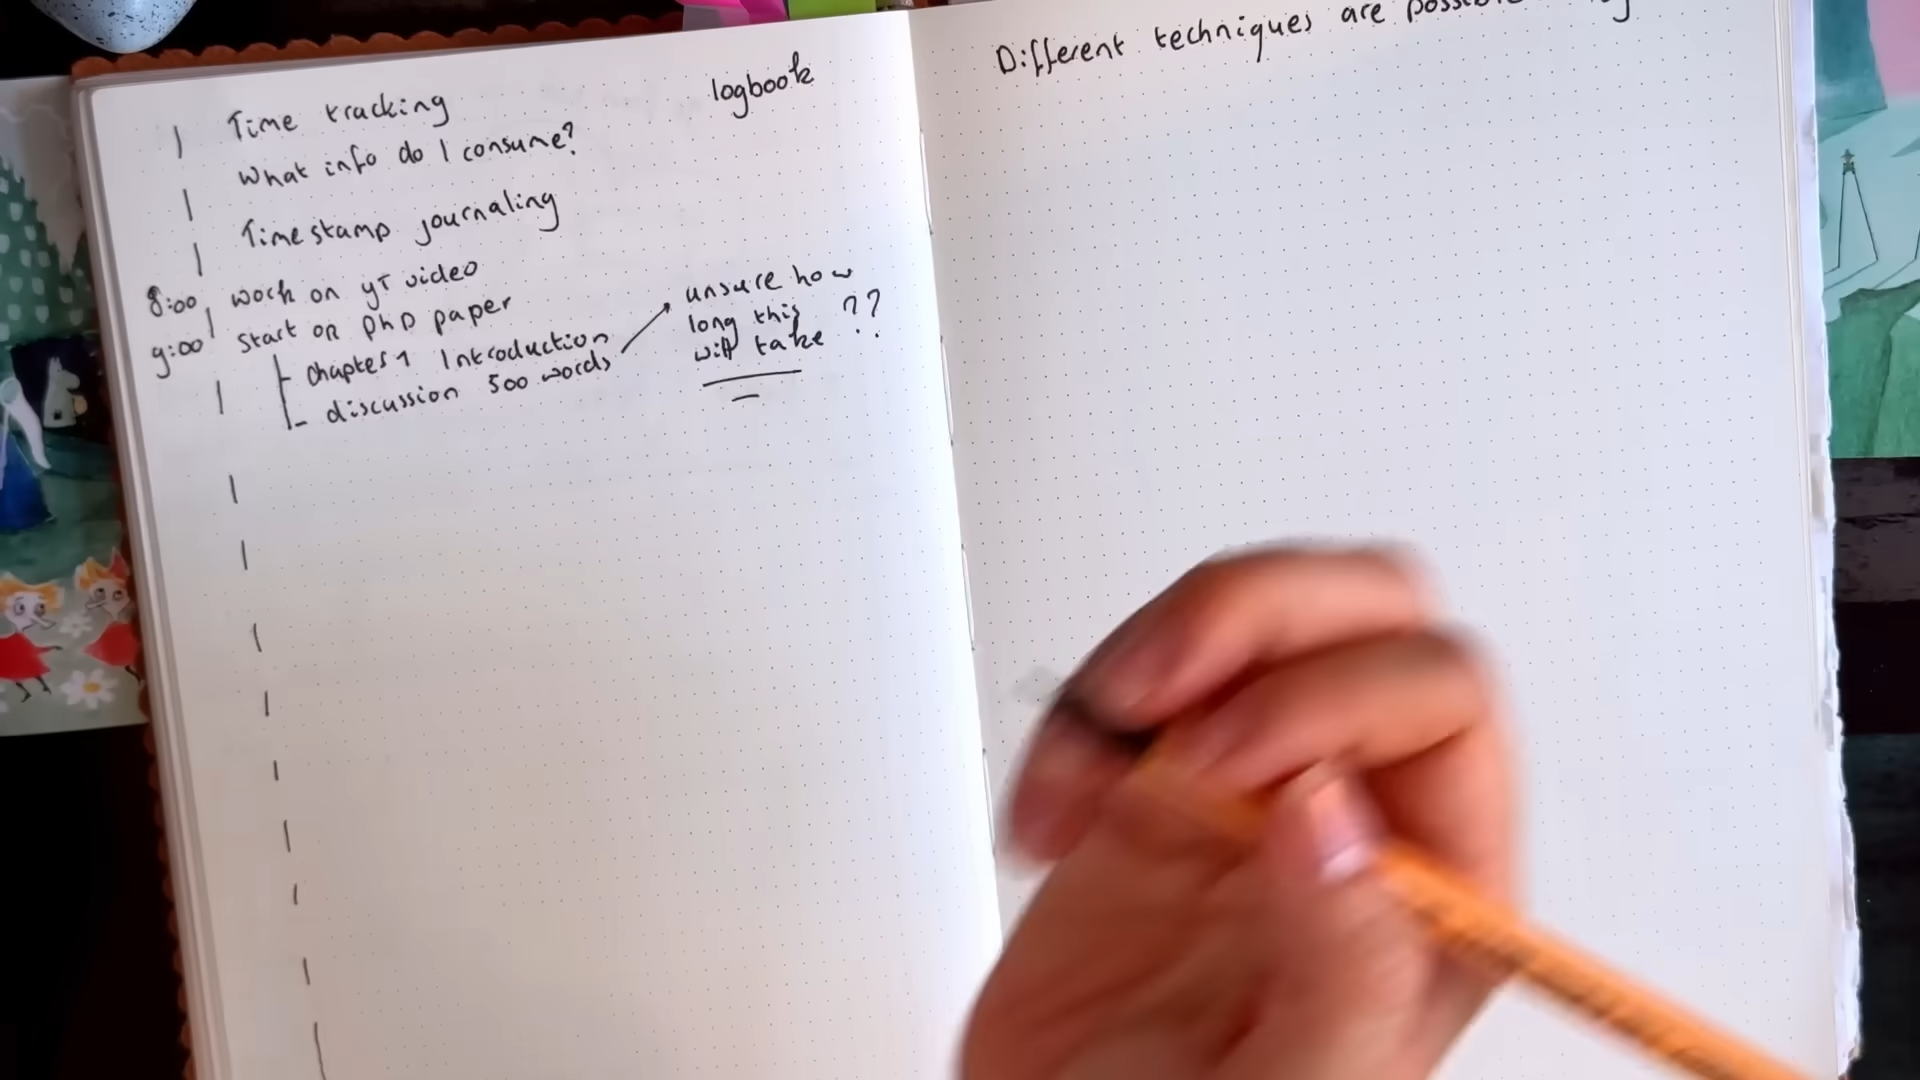 Time tracking
logbook
What info do I consume?
Timestamp journaling
8:00 work on YT video
9:00 start on PhD paper
chapter 1 Introduction
discussion 500 words
unsure how
long this ??
will take
Different techniques are